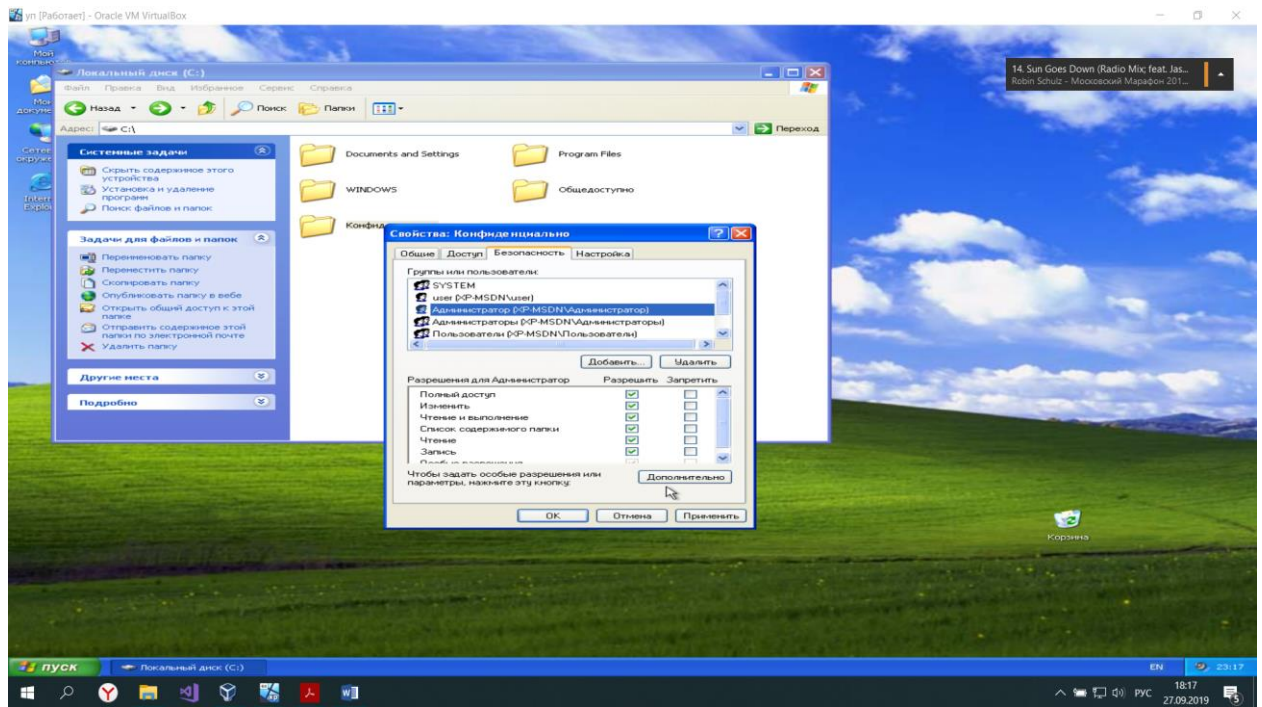 уп [Работает] - Oracle VM VirtualBox
Мой
Локальный диск (C:)
Файл Правка Вид Избранное Сервис Справка
Назад Поиск Папки
Адрес: C:\ Переход
14. Sun Goes Down (Radio Mix; feat. Jas...
Robin Schulz - Московский Марафон 201...
Системные задачи
Скрыть содержимое этого
устройства
Установка и удаление
программ
Поиск файлов и папок
Задачи для файлов и папок
Переименовать папку
Переместить папку
Скопировать папку
Опубликовать папку в вебе
Открыть общий доступ к этой
папке
Отправить содержимое этой
папки по электронной почте
Удалить папку
Другие места
Подробно
Documents and Settings
Program Files
WINDOWS
Общедоступно
Свойства: Конфиденциально
Общие Доступ Безопасность Настройка
Группы или пользователи:
SYSTEM
user (XP-MSDN\user)
Администратор (XP-MSDN\Администратор)
Администраторы (XP-MSDN\Администраторы)
Пользователи (XP-MSDN\Пользователи)
Добавить... Удалить
Разрешения для Администратор Разрешить Запретить
Полный доступ
Изменить
Чтение и выполнение
Список содержимого папки
Чтение
Запись
Чтобы задать особые разрешения или
параметры, нажмите эту кнопку:
Дополнительно
ОК Отмена Применить
Корзина
пуск Локальный диск (C:) EN 23:17
РУС 18:17
27.09.2019
5